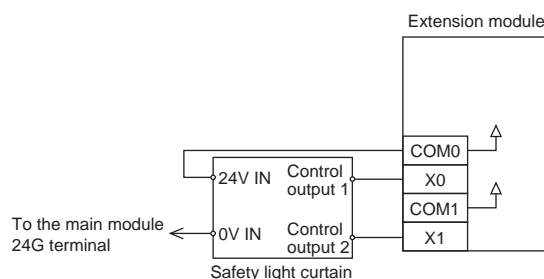 Extension module
COM0
X0
COM1
X1
24V IN
Control
output 1
0V IN
Control
output 2
To the main module
24G terminal
Safety light curtain